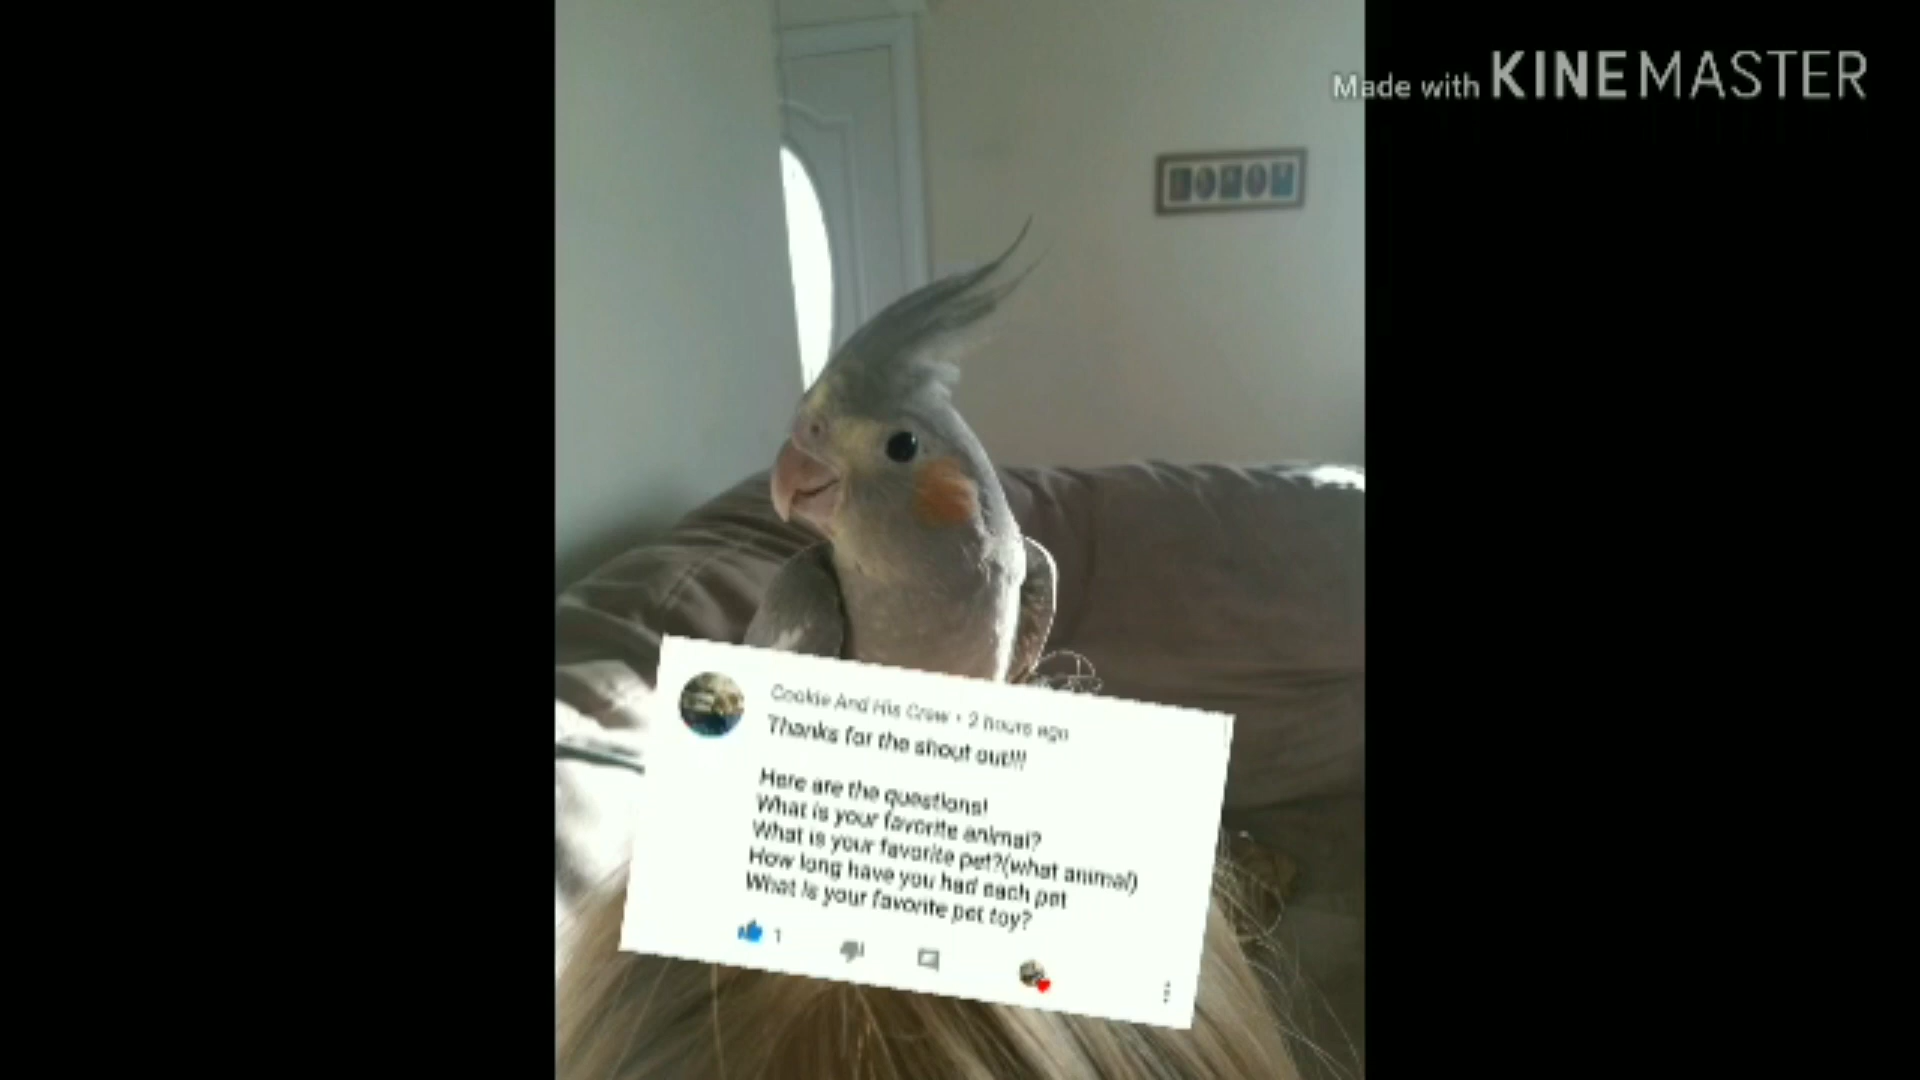 Made with KINEMASTER
Cookie And His Crew • 2 hours ago
Thanks for the shout out!!!
Here are the questions!
What is your favorite animal?
What is your favorite pet?(what animal)
How long have you had each pet
What is your favorite pet toy?
1